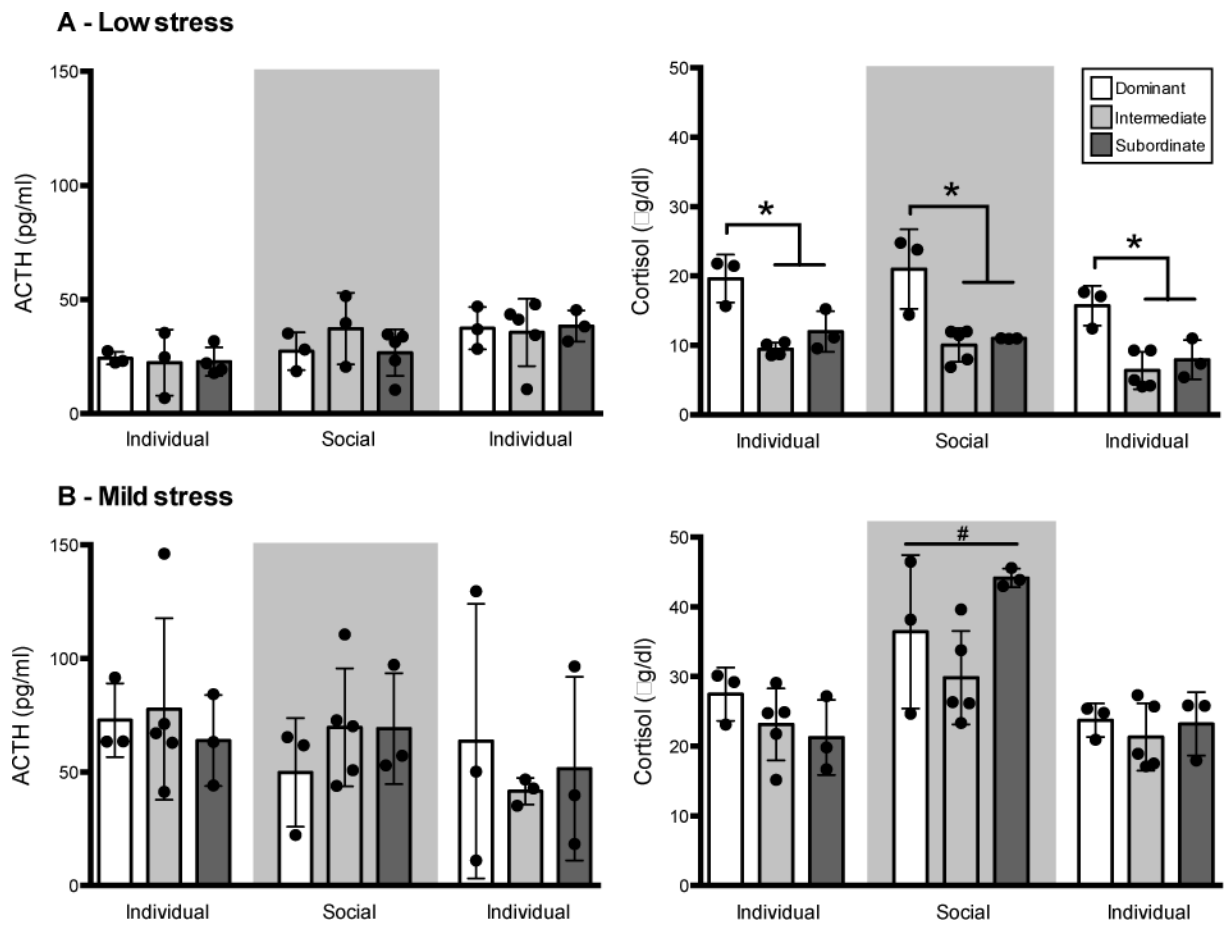 A - Low stress
150
100
50
0
ACTH (pg/ml)
Individual
Social
Individual
50
40
30
20
10
0
Cortisol (□g/dl)
*
*
*
Dominant
Intermediate
Subordinate
Individual
Social
Individual
B - Mild stress
150
100
50
0
ACTH (pg/ml)
Individual
Social
Individual
50
40
30
20
10
0
Cortisol (□g/dl)
#
Individual
Social
Individual